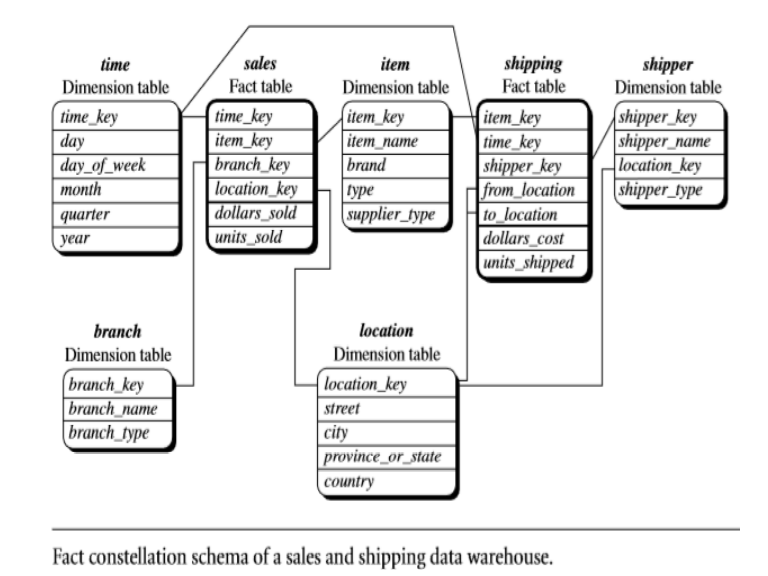 time
Dimension table
time_key
day
day_of_week
month
quarter
year
sales
Fact table
time_key
item_key
branch_key
location_key
dollars_sold
units_sold
item
Dimension table
item_key
item_name
brand
type
supplier_type
shipping
Fact table
item_key
time_key
shipper_key
from_location
to_location
dollars_cost
units_shipped
shipper
Dimension table
shipper_key
shipper_name
location_key
shipper_type
branch
Dimension table
branch_key
branch_name
branch_type
location
Dimension table
location_key
street
city
province_or_state
country
Fact constellation schema of a sales and shipping data warehouse.